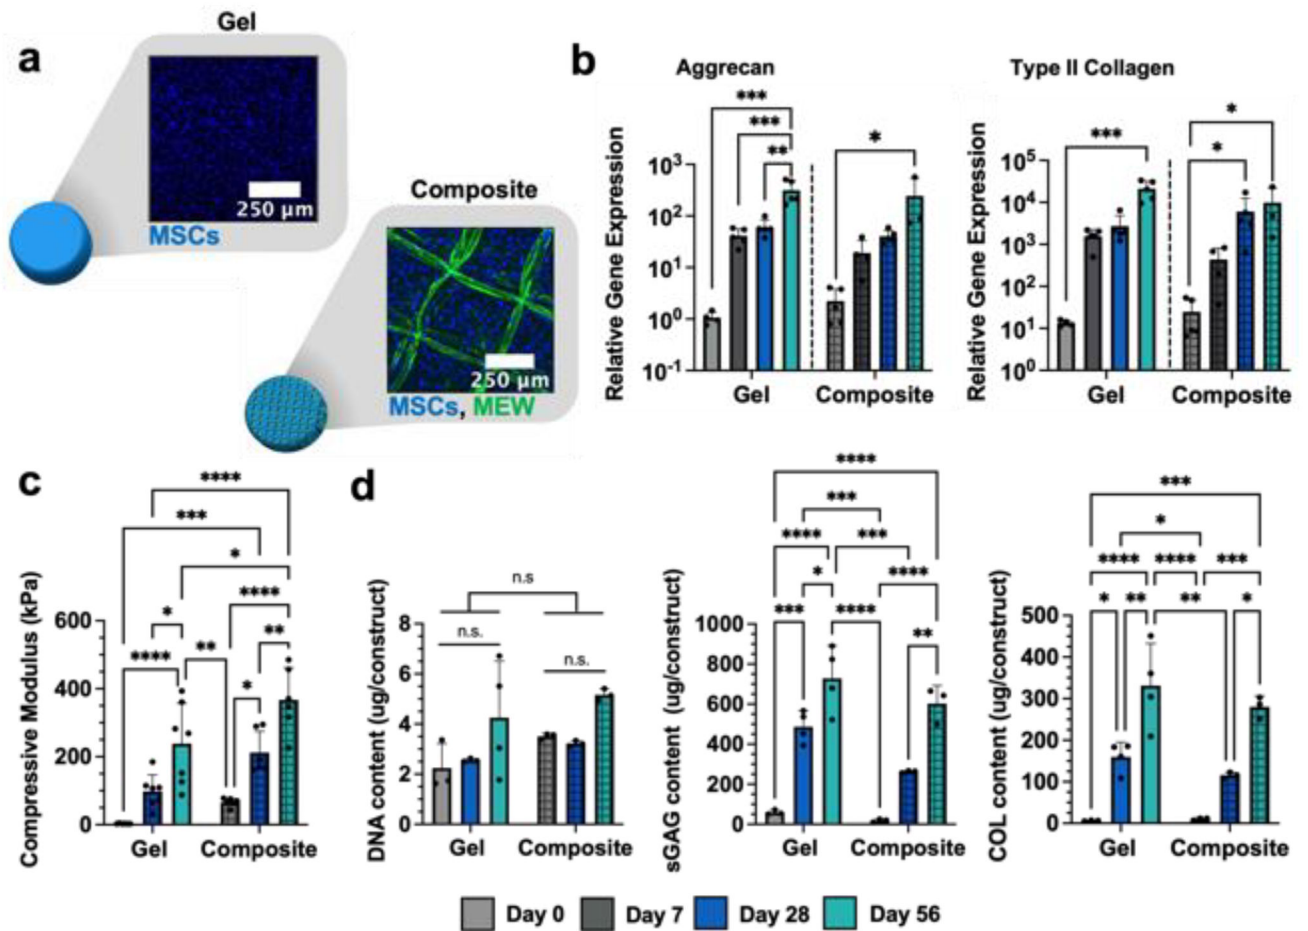 a
Gel
250 µm
MSCs
Composite
250 µm
MSCs, MEW
b
Aggrecan
Type II Collagen
Relative Gene Expression
10³
10²
10¹
10⁰
10⁻¹
***
***
**
*
Gel
Composite
Relative Gene Expression
10⁵
10⁴
10³
10²
10¹
10⁰
***
*
*
Gel
Composite
c
Compressive Modulus (kPa)
600
400
200
0
****
***
*
****
*
**
**
****
*
Gel
Composite
d
DNA content (ug/construct)
8
6
4
2
0
n.s
n.s.
n.s.
Gel
Composite
sGAG content (ug/construct)
1000
800
600
400
200
0
****
***
****
***
*
****
***
****
**
Gel
Composite
COL content (ug/construct)
500
400
300
200
100
0
***
*
****
****
***
*
**
**
*
Gel
Composite
Day 0
Day 7
Day 28
Day 56